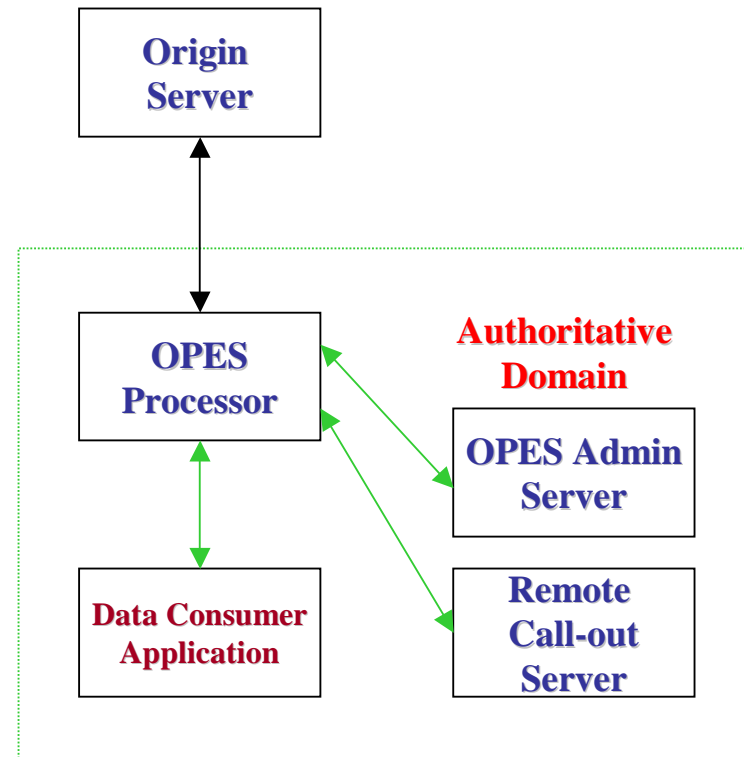 Origin
Server
OPES
Processor
Authoritative
Domain
OPES Admin
Server
Data Consumer
Application
Remote
Call-out
Server